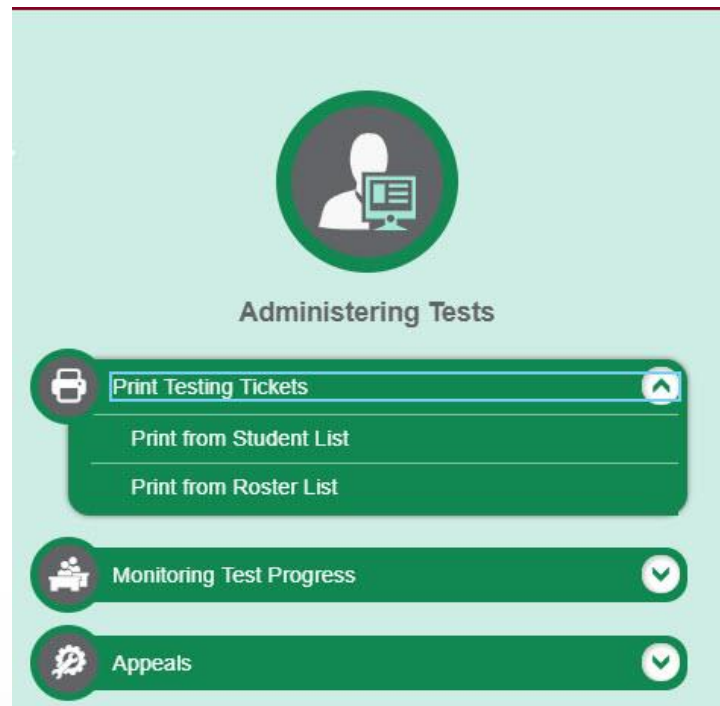 Administering Tests
Print Testing Tickets
Print from Student List
Print from Roster List
Monitoring Test Progress
Appeals